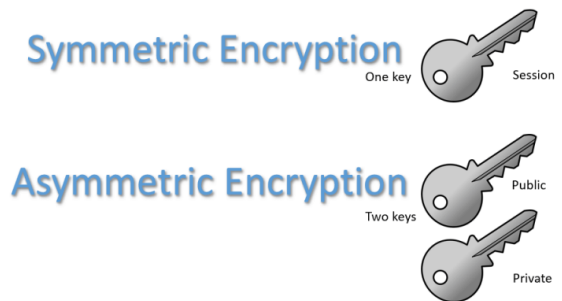 Symmetric Encryption
One key
Session
Asymmetric Encryption
Two keys
Public
Private